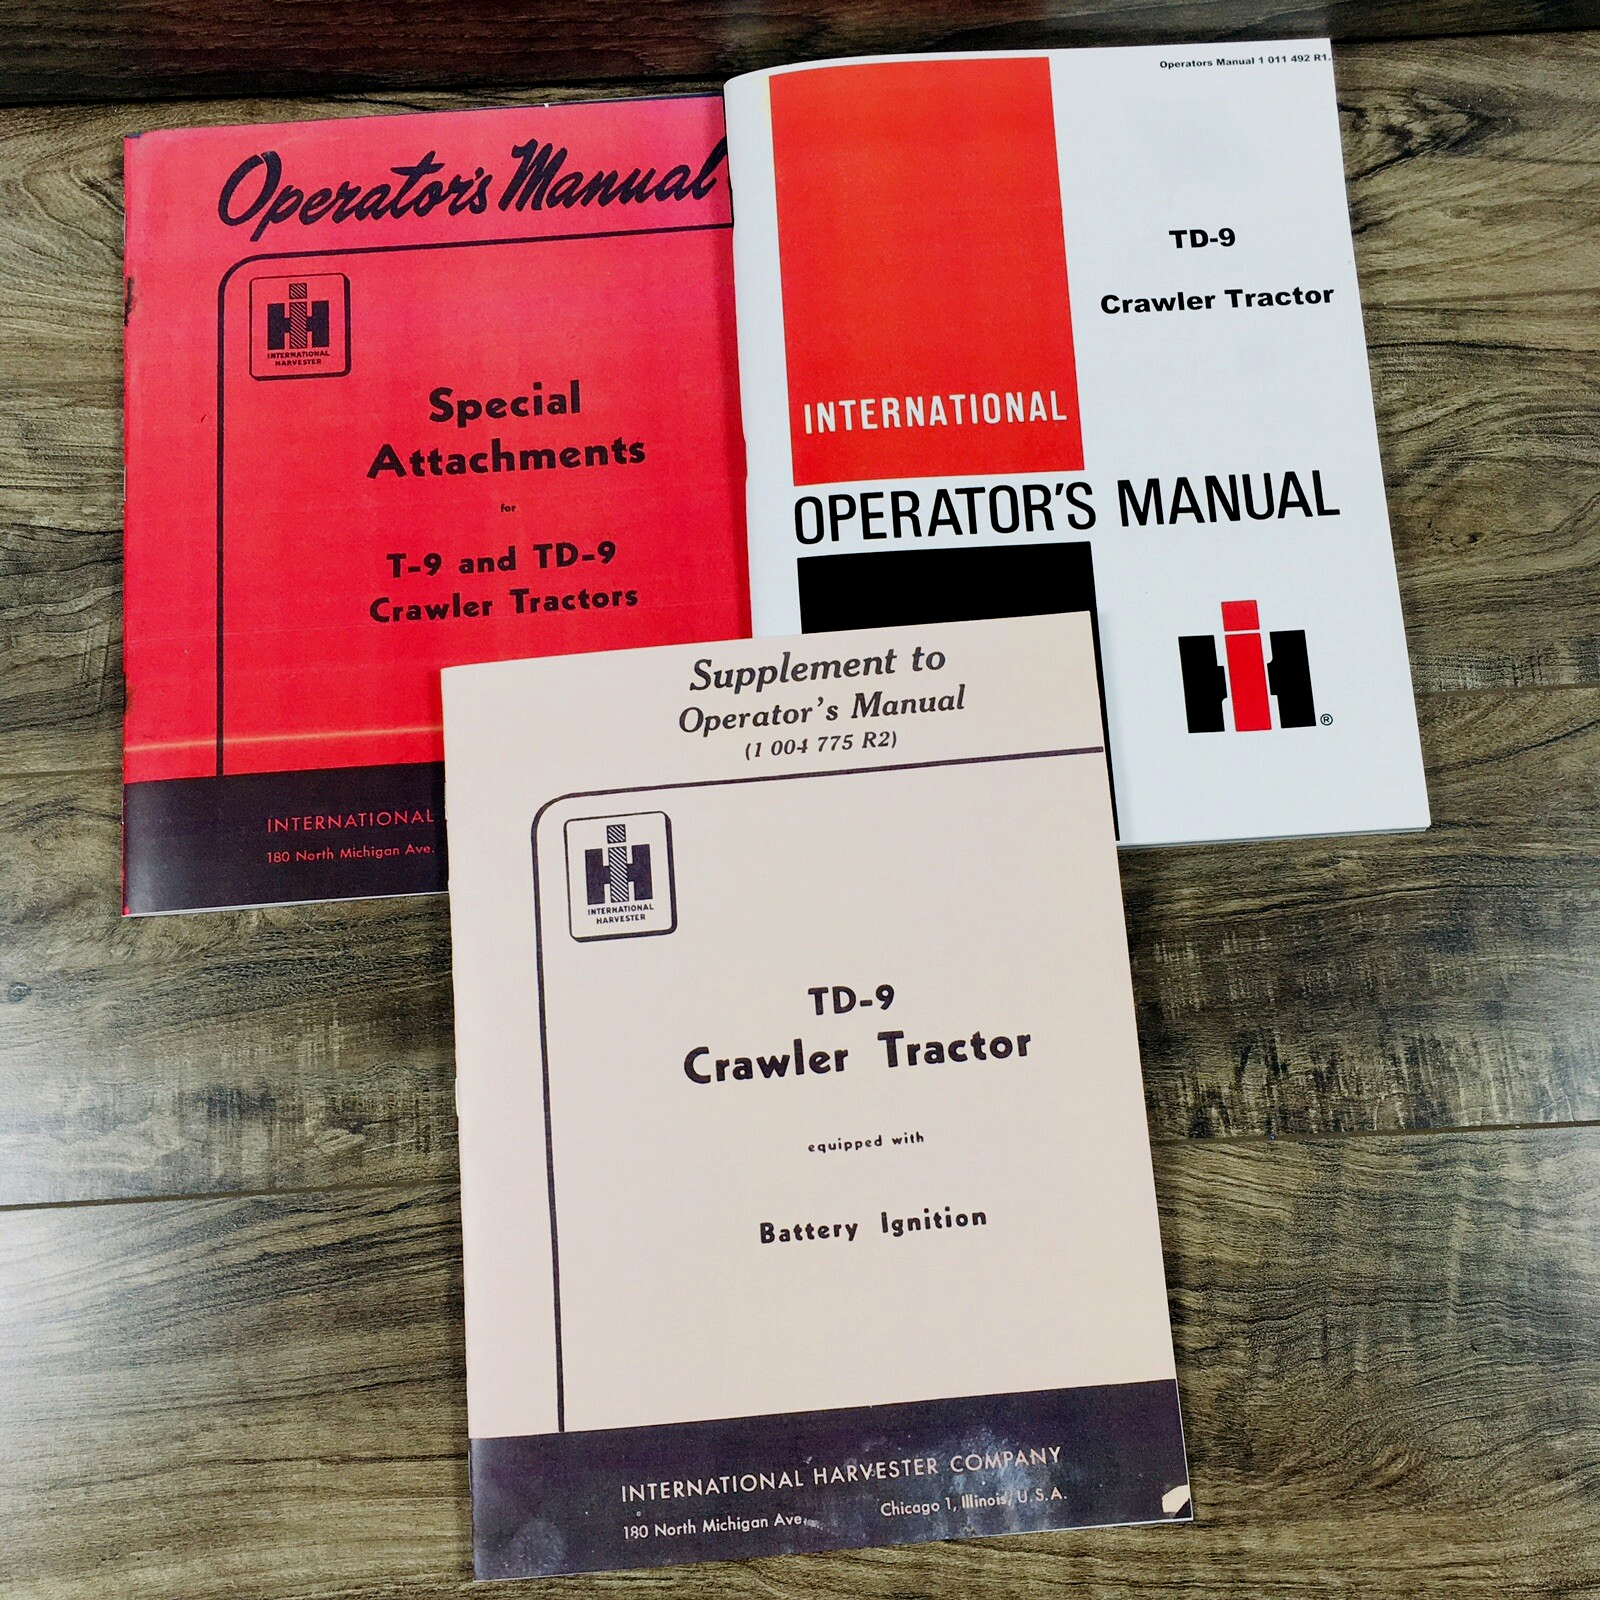 Operator's Manual
INTERNATIONAL
HARVESTER
Special
Attachments
for
T-9 and TD-9
Crawler Tractors
INTERNATIONAL
180 North Michigan Ave.
Operators Manual 1 011 492 R1.
TD-9
Crawler Tractor
INTERNATIONAL
OPERATOR'S MANUAL
IH
®
Supplement to
Operator's Manual
(1 004 775 R2)
INTERNATIONAL
HARVESTER
TD-9
Crawler Tractor
equipped with
Battery Ignition
INTERNATIONAL HARVESTER COMPANY
180 North Michigan Ave. Chicago 1, Illinois, U.S.A.